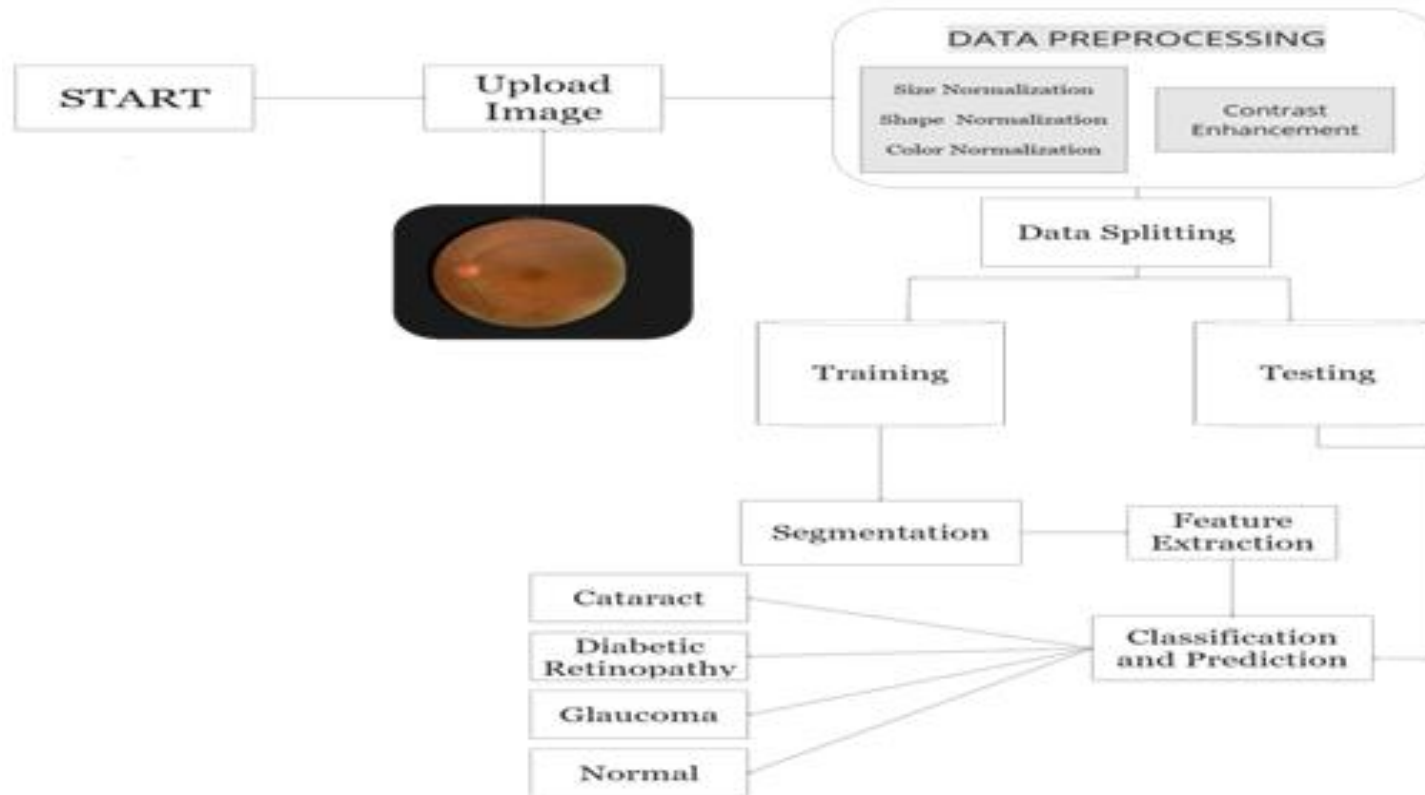 START
Upload
Image
DATA PREPROCESSING
Size Normalization
Shape Normalization
Color Normalization
Contrast
Enhancement
Data Splitting
Training
Testing
Segmentation
Feature
Extraction
Classification
and Prediction
Cataract
Diabetic
Retinopathy
Glaucoma
Normal